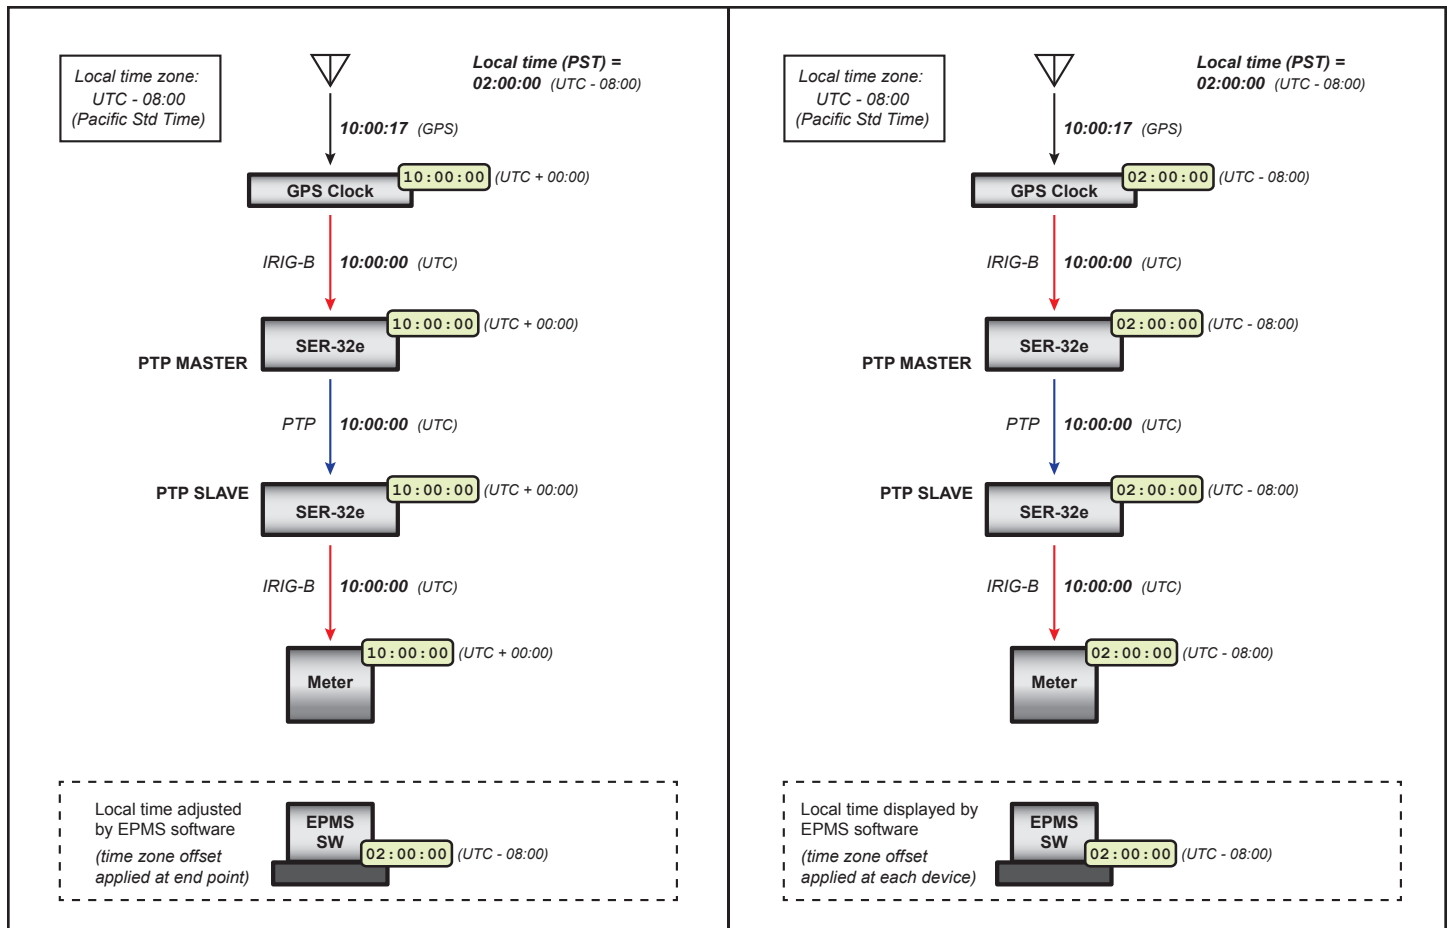 Local time zone:
UTC - 08:00
(Pacific Std Time)
Local time (PST) =
02:00:00 (UTC - 08:00)
10:00:17 (GPS)
10:00:00 (UTC + 00:00)
GPS Clock
IRIG-B 10:00:00 (UTC)
10:00:00 (UTC + 00:00)
SER-32e
PTP MASTER
PTP 10:00:00 (UTC)
PTP SLAVE
10:00:00 (UTC + 00:00)
SER-32e
IRIG-B 10:00:00 (UTC)
10:00:00 (UTC + 00:00)
Meter
Local time adjusted
by EPMS software
(time zone offset
applied at end point)
EPMS
SW
02:00:00 (UTC - 08:00)
Local time zone:
UTC - 08:00
(Pacific Std Time)
Local time (PST) =
02:00:00 (UTC - 08:00)
10:00:17 (GPS)
02:00:00 (UTC - 08:00)
GPS Clock
IRIG-B 10:00:00 (UTC)
02:00:00 (UTC - 08:00)
SER-32e
PTP MASTER
PTP 10:00:00 (UTC)
PTP SLAVE
02:00:00 (UTC - 08:00)
SER-32e
IRIG-B 10:00:00 (UTC)
02:00:00 (UTC - 08:00)
Meter
Local time displayed by
EPMS software
(time zone offset
applied at each device)
EPMS
SW
02:00:00 (UTC - 08:00)